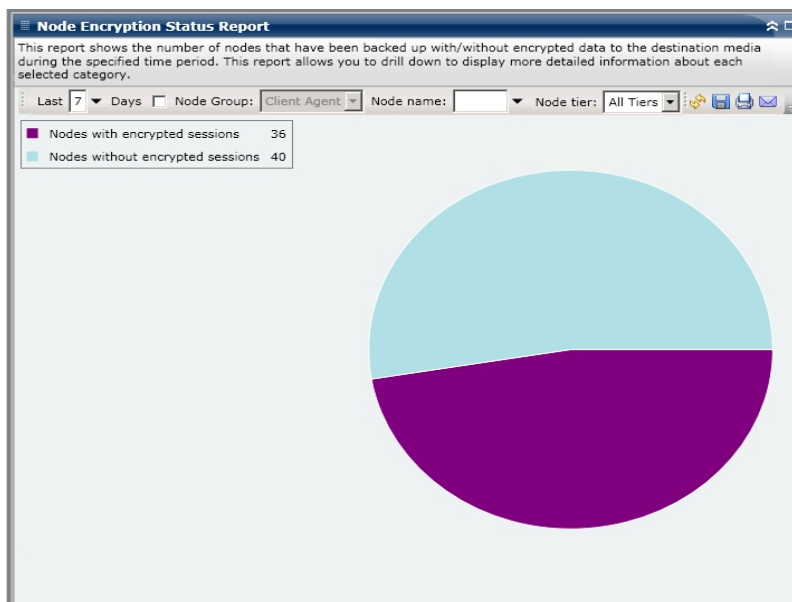 Node Encryption Status Report
This report shows the number of nodes that have been backed up with/without encrypted data to the destination media
during the specified time period. This report allows you to drill down to display more detailed information about each
selected category.
Last 7 Days Node Group: Client Agent Node name: Node tier: All Tiers
Nodes with encrypted sessions 36
Nodes without encrypted sessions 40